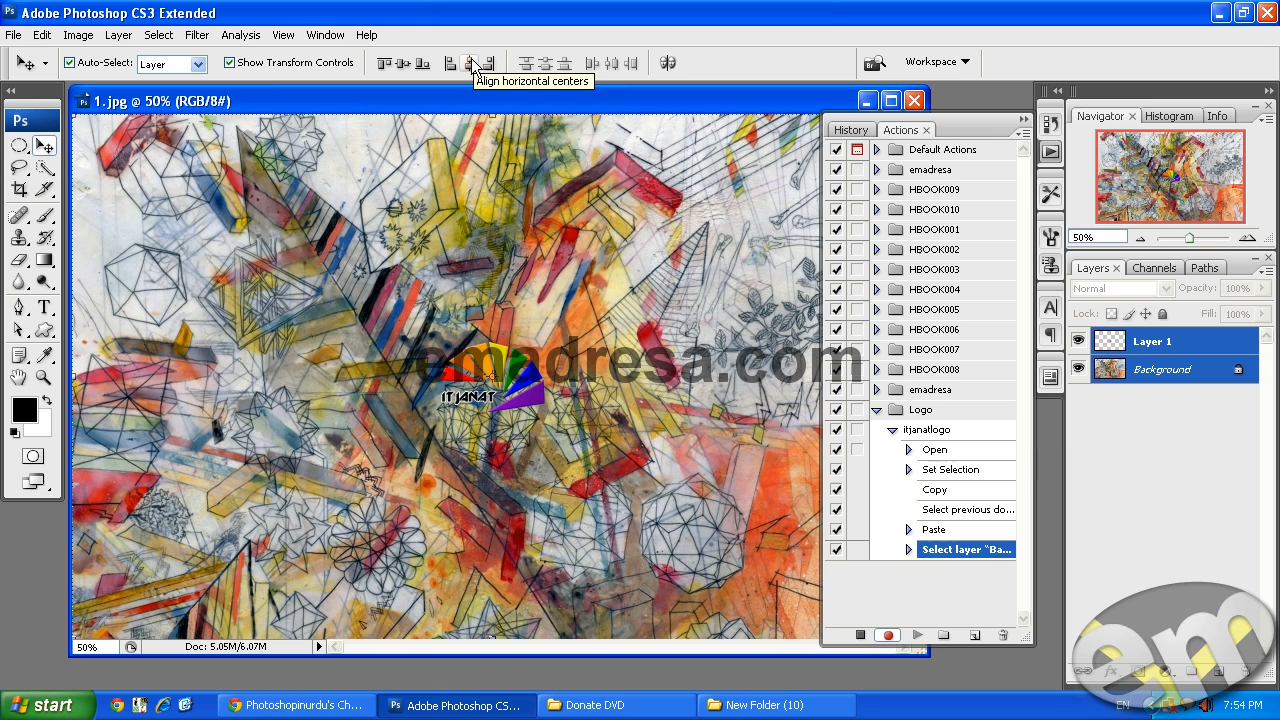 Ps Adobe Photoshop CS3 Extended
File Edit Image Layer Select Filter Analysis View Window Help
Auto-Select: Layer Show Transform Controls Workspace
Align horizontal centers
Ps
1.jpg @ 50% (RGB/8#)
emadresa.com
IT JANAT
50% Doc: 5.05M/6.07M
History Actions
Default Actions
emadresa
HBOOK009
HBOOK010
HBOOK001
HBOOK002
HBOOK003
HBOOK004
HBOOK005
HBOOK006
HBOOK007
HBOOK008
emadresa
Logo
itjanatlogo
Open
Set Selection
Copy
Select previous do...
Paste
Select layer "Ba...
Navigator Histogram Info
50%
Layers Channels Paths
Normal Opacity: 100%
Lock: Fill: 100%
Layer 1
Background
em
start Photoshopinurdu's Ch... Adobe Photoshop CS... Donate DVD New Folder (10) EN 7:54 PM